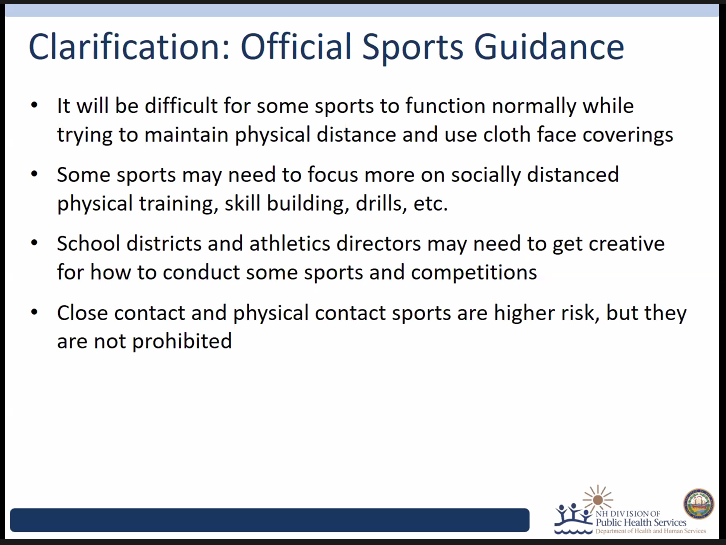 Clarification: Official Sports Guidance
• It will be difficult for some sports to function normally while
trying to maintain physical distance and use cloth face coverings
• Some sports may need to focus more on socially distanced
physical training, skill building, drills, etc.
• School districts and athletics directors may need to get creative
for how to conduct some sports and competitions
• Close contact and physical contact sports are higher risk, but they
are not prohibited
NH DIVISION OF
Public Health Services
Department of Health and Human Services